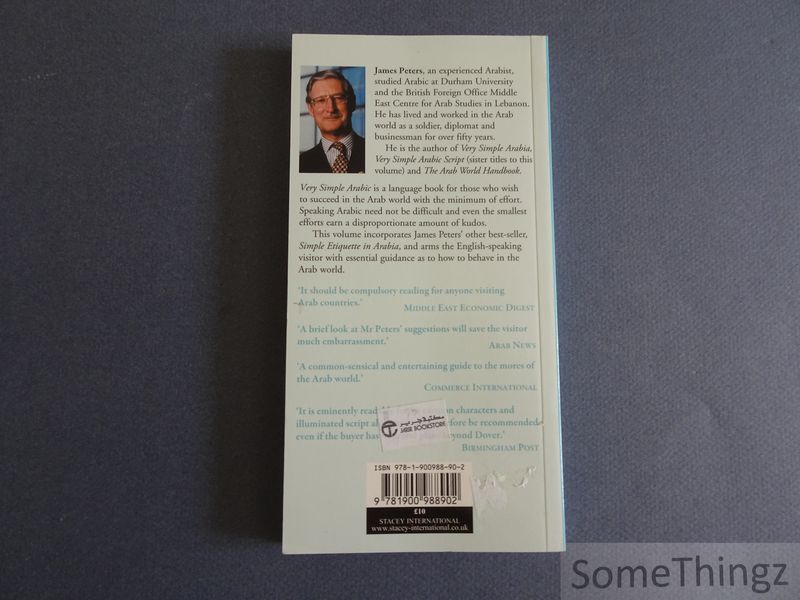 James Peters, an experienced Arabist,
studied Arabic at Durham University
and the British Foreign Office Middle
East Centre for Arab Studies in Lebanon.
He has lived and worked in the Arab
world as a soldier, diplomat and
businessman for over fifty years.
He is the author of Very Simple Arabia,
Very Simple Arabic Script (sister titles to this
volume) and The Arab World Handbook.
Very Simple Arabic is a language book for those who wish
to succeed in the Arab world with the minimum of effort.
Speaking Arabic need not be difficult and even the smallest
efforts earn a disproportionate amount of kudos.
This volume incorporates James Peters' other best-seller,
Simple Etiquette in Arabia, and arms the English-speaking
visitor with essential guidance as to how to behave in the
Arab world.
'It should be compulsory reading for anyone visiting
Arab countries.'
MIDDLE EAST ECONOMIC DIGEST
'A brief look at Mr Peters' suggestions will save the visitor
much embarrassment.'
ARAB NEWS
'A common-sensical and entertaining guide to the mores of
the Arab world.'
COMMERCE INTERNATIONAL
'It is eminently on characters and
illuminated script be recommended
even if the buyer has beyond Dover.'
BIRMINGHAM POST
مكتبة جرير
JARIR BOOKSTORE
ISBN 978-1-900988-90-2
9 781900 988902
£10
STACEY INTERNATIONAL
www.stacey-international.co.uk
SomeThingz